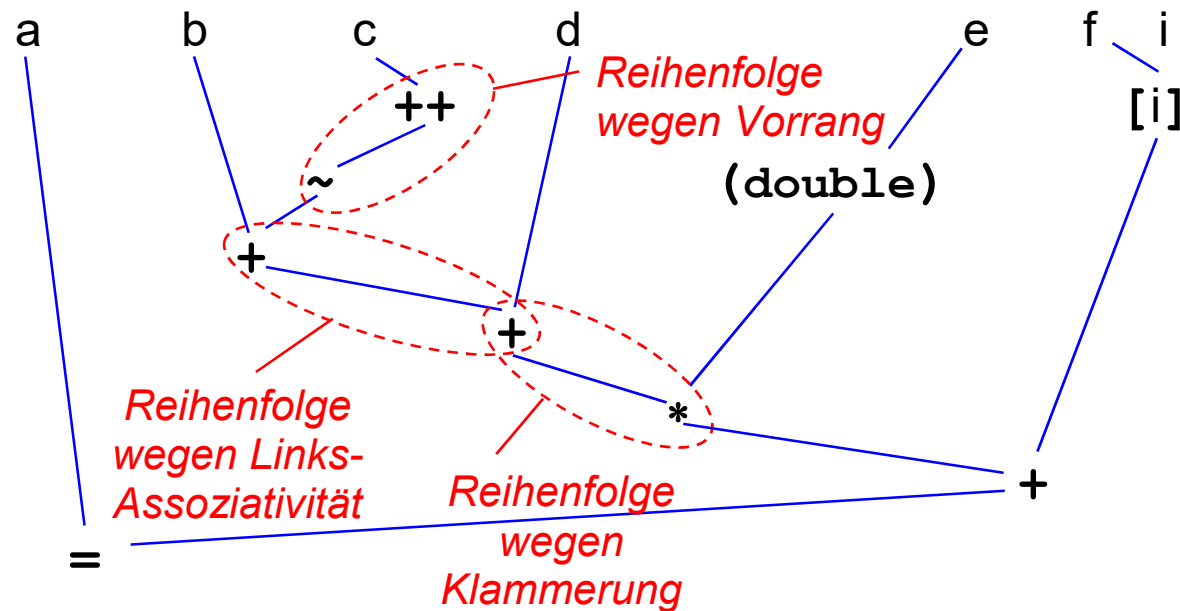 a b c d e f i
++
Reihenfolge
wegen Vorrang
[i]
~
(double)
+
+
Reihenfolge
wegen Links-
Assoziativität
*
Reihenfolge
wegen
Klammerung
+
=